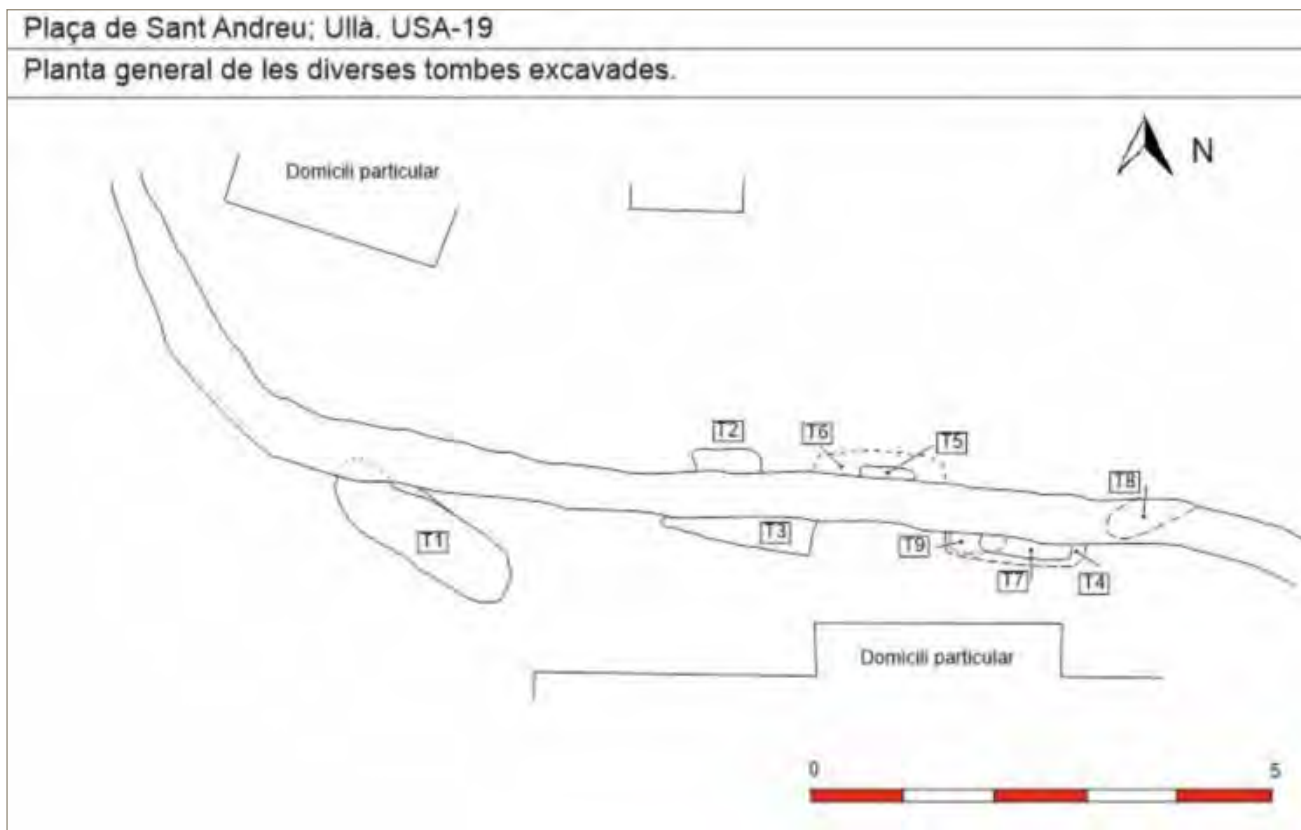 Plaça de Sant Andreu; Ullà. USA-19
Planta general de les diverses tombes excavades.
Domicili particular
N
T2
T6
T5
T8
T1
T3
T9
T7
T4
Domicili particular
0 5